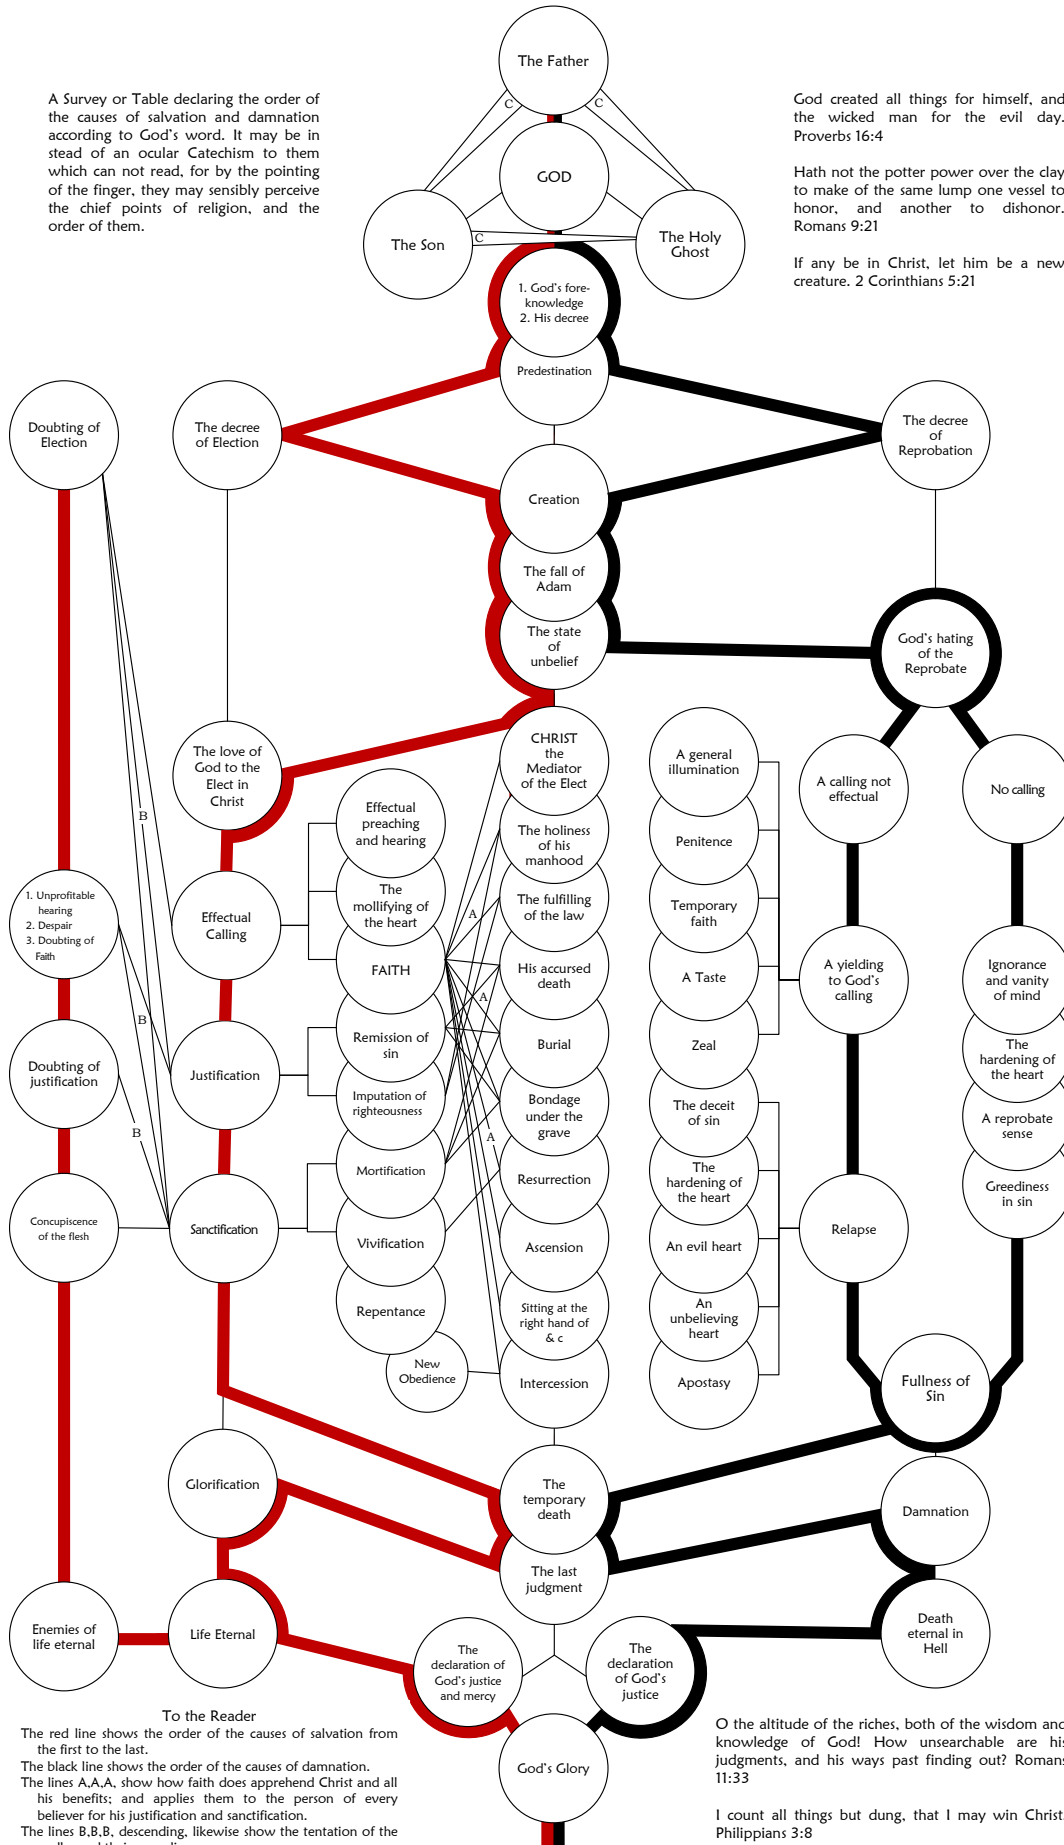 The Father
A Survey or Table declaring the order of
the causes of salvation and damnation
according to God's word. It may be in
stead of an ocular Catechism to them
which can not read, for by the pointing
of the finger, they may sensibly perceive
the chief points of religion, and the
order of them.
God created all things for himself, and
the wicked man for the evil day.
Proverbs 16:4
Hath not the potter power over the clay
to make of the same lump one vessel to
honor, and another to dishonor.
Romans 9:21
If any be in Christ, let him be a new
creature. 2 Corinthians 5:21
C
C
GOD
The Son
C
The Holy
Ghost
1. God's fore-
knowledge
2. His decree
Predestination
Doubting of
Election
The decree
of Election
The decree
of
Reprobation
Creation
The fall of
Adam
The state
of
unbelief
God's hating
of the
Reprobate
The love of
God to the
Elect in
Christ
CHRIST
the
Mediator
of the Elect
A general
illumination
A calling not
effectual
No calling
B
Effectual
preaching
and hearing
The holiness
of his
manhood
Penitence
1. Unprofitable
hearing
2. Despair
3. Doubting of
Faith
Effectual
Calling
The
mollifying of
the heart
A
The fulfilling
of the law
Temporary
faith
FAITH
His accursed
death
A Taste
A yielding
to God's
calling
Ignorance
and vanity
of mind
A
B
Remission of
sin
Burial
Zeal
The
hardening of
the heart
Doubting of
justification
Justification
Imputation of
righteousness
Bondage
under the
grave
The deceit
of sin
A reprobate
sense
B
A
Mortification
Resurrection
The
hardening of
the heart
Greediness
in sin
Concupiscence
of the flesh
Sanctification
Vivification
Ascension
An evil heart
Relapse
Repentance
Sitting at the
right hand of
& c
An
unbelieving
heart
New
Obedience
Intercession
Apostasy
Fullness of
Sin
Glorification
The
temporary
death
Damnation
The last
judgment
Enemies of
life eternal
Life Eternal
Death
eternal in
Hell
The
declaration of
God's justice
and mercy
The
declaration
of God's
justice
God's Glory
To the Reader
The red line shows the order of the causes of salvation from
the first to the last.
The black line shows the order of the causes of damnation.
The lines A,A,A, show how faith does apprehend Christ and all
his benefits; and applies them to the person of every
believer for his justification and sanctification.
The lines B,B,B, descending, likewise show the tentation of the
O the altitude of the riches, both of the wisdom and
knowledge of God! How unsearchable are his
judgments, and his ways past finding out? Romans
11:33
I count all things but dung, that I may win Christ.
Philippians 3:8